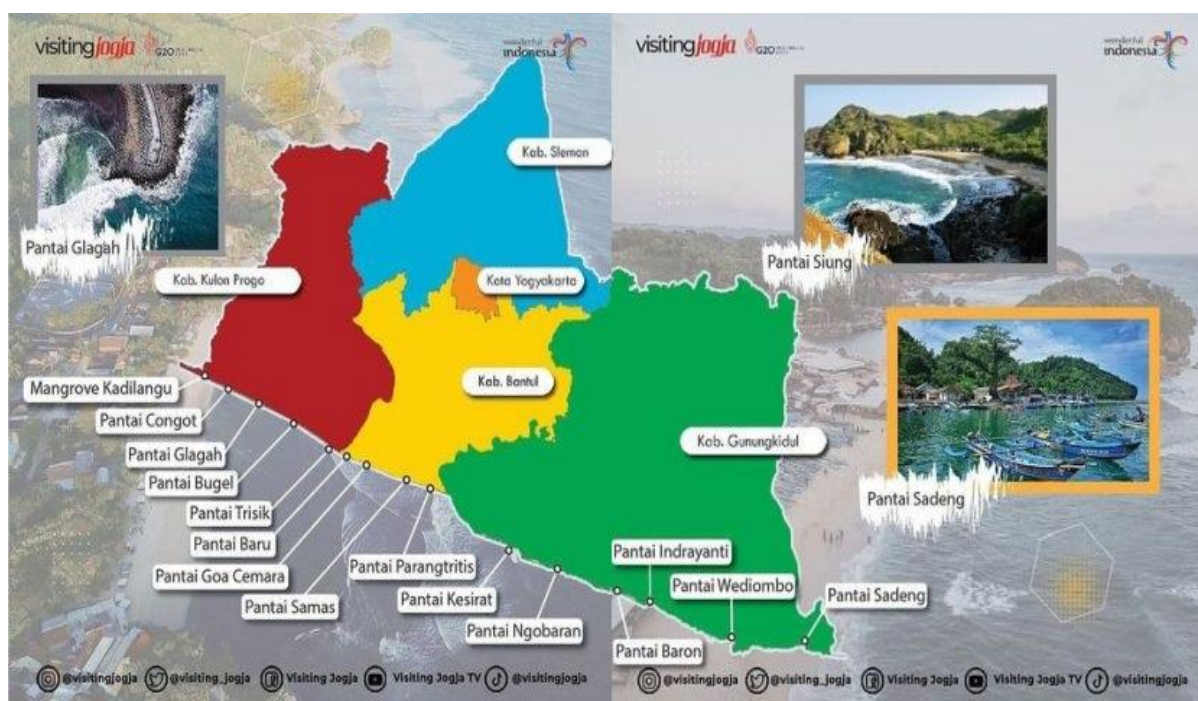 visitingjogja
G20
wonderful
indonesia
Pantai Glagah
Kab. Kulon Progo
Kab. Sleman
Kota Yogyakarta
Kab. Bantul
Mangrove Kadilangu
Pantai Congot
Pantai Glagah
Pantai Bugel
Pantai Trisik
Pantai Baru
Pantai Goa Cemara
Pantai Samas
Pantai Parangtritis
Pantai Kesirat
Pantai Ngobaran
@visitingjogja @visiting_jogja Visiting Jogja Visiting Jogja TV @visitingjogja
visitingjogja
G20
wonderful
indonesia
Pantai Siung
Pantai Sadeng
Kab. Gunungkidul
Pantai Indrayanti
Pantai Wediombo
Pantai Sadeng
Pantai Baron
@visitingjogja @visiting_jogja Visiting Jogja Visiting Jogja TV @visitingjogja